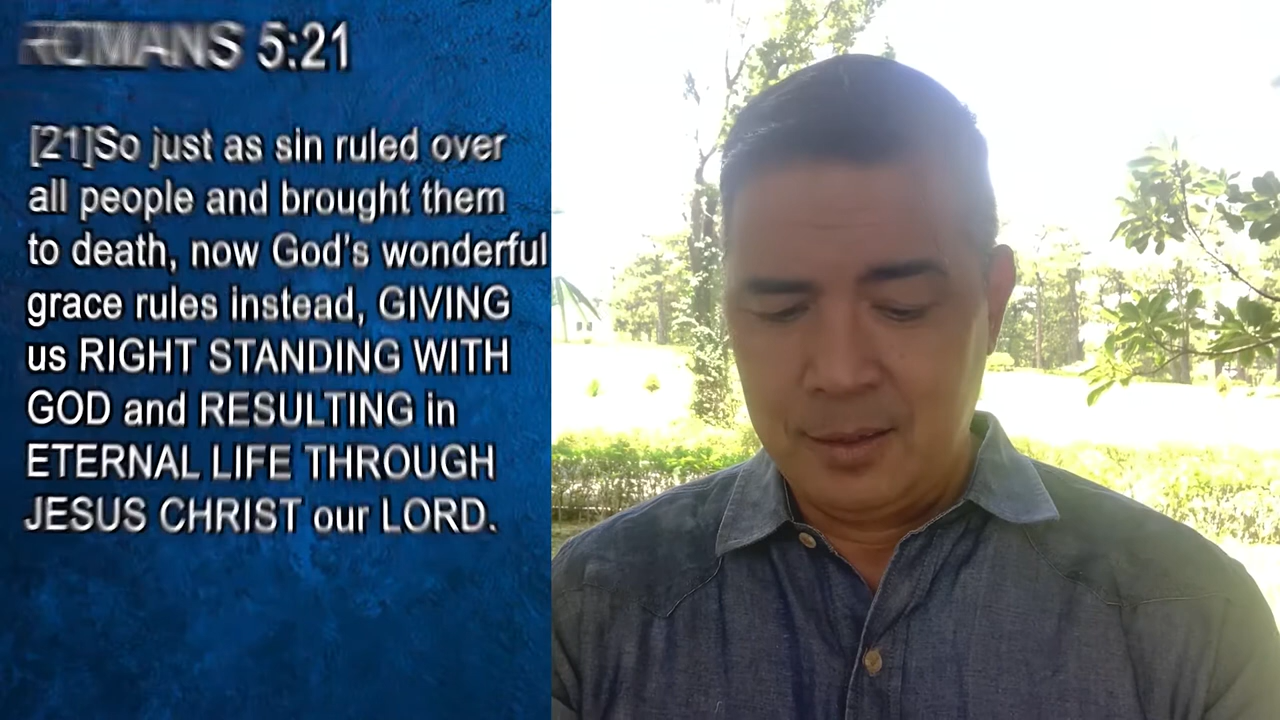 ROMANS 5:21
[21]So just as sin ruled over
all people and brought them
to death, now God's wonderful
grace rules instead, GIVING
us RIGHT STANDING WITH
GOD and RESULTING in
ETERNAL LIFE THROUGH
JESUS CHRIST our LORD.